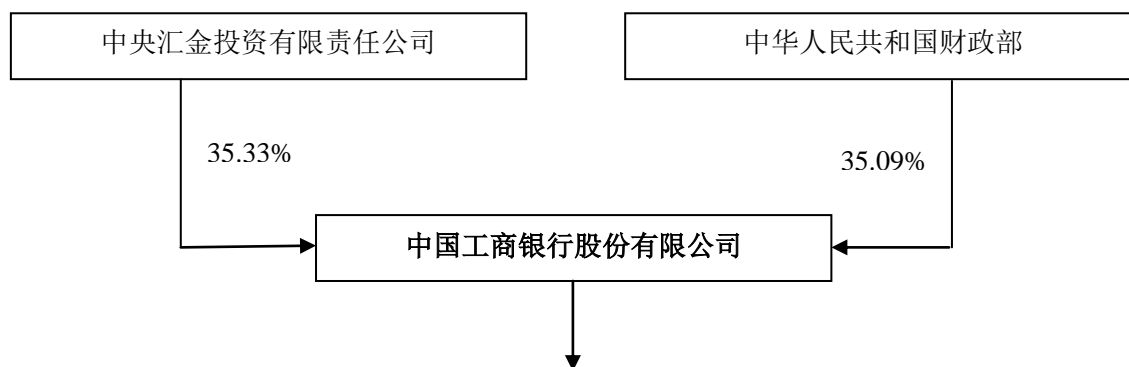 中央汇金投资有限责任公司
中华人民共和国财政部
35.33%
35.09%
中国工商银行股份有限公司